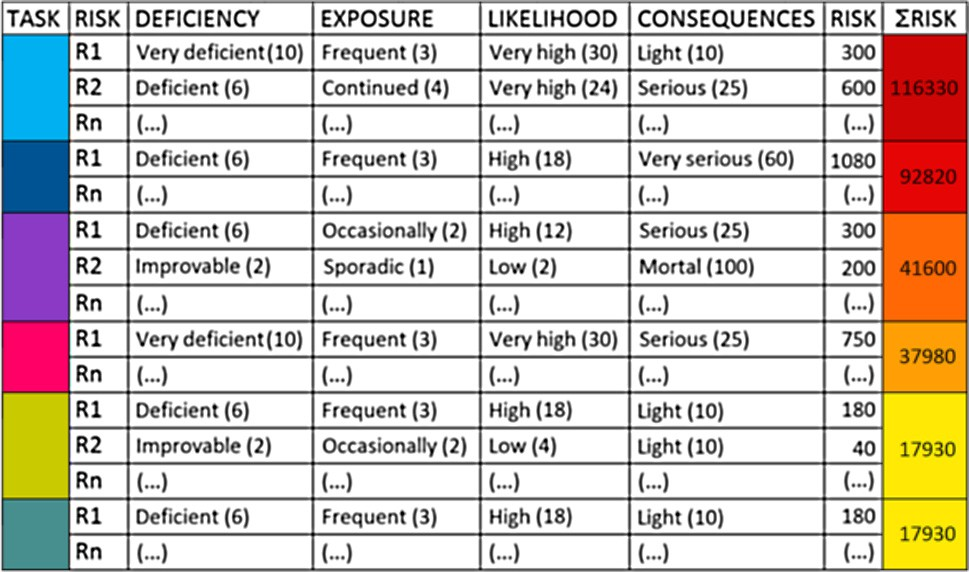 TASK RISK DEFICIENCY EXPOSURE LIKELIHOOD CONSEQUENCES RISK ΣRISK
R1 Very deficient(10) Frequent (3) Very high (30) Light (10) 300
R2 Deficient (6) Continued (4) Very high (24) Serious (25) 600 116330
Rn (...) (...) (...) (...) (...)
R1 Deficient (6) Frequent (3) High (18) Very serious (60) 1080 92820
Rn (...) (...) (...) (...) (...)
R1 Deficient (6) Occasionally (2) High (12) Serious (25) 300
R2 Improvable (2) Sporadic (1) Low (2) Mortal (100) 200 41600
Rn (...) (...) (...) (...) (...)
R1 Very deficient(10) Frequent (3) Very high (30) Serious (25) 750 37980
Rn (...) (...) (...) (...) (...)
R1 Deficient (6) Frequent (3) High (18) Light (10) 180
R2 Improvable (2) Occasionally (2) Low (4) Light (10) 40 17930
Rn (...) (...) (...) (...) (...)
R1 Deficient (6) Frequent (3) High (18) Light (10) 180 17930
Rn (...) (...) (...) (...) (...)